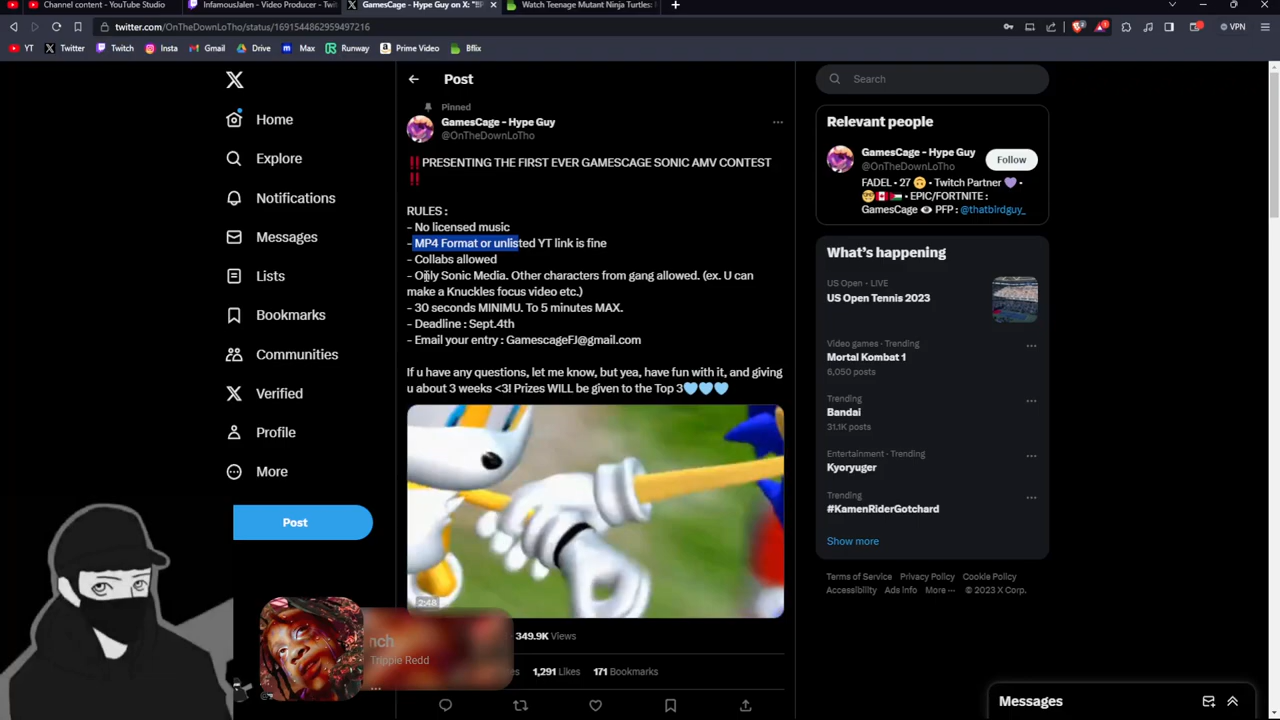 Channel content - YouTube Studio
InfamousJalen - Video Producer - Twit
GamesCage - Hype Guy on X: "‼PR
Watch Teenage Mutant Ninja Turtles:
twitter.com/OnTheDownLoTho/status/1691544862959497216
VPN
YT
Twitter
Twitch
Insta
Gmail
Drive
Max
Runway
Prime Video
Bflix
Home
Explore
Notifications
Messages
Lists
Bookmarks
Communities
Verified
Profile
More
Post
Post
Pinned
GamesCage - Hype Guy
@OnTheDownLoTho
‼PRESENTING THE FIRST EVER GAMESCAGE SONIC AMV CONTEST
‼
RULES :
- No licensed music
- MP4 Format or unlisted YT link is fine
- Collabs allowed
- Only Sonic Media. Other characters from gang allowed. (ex. U can
make a Knuckles focus video etc.)
- 30 seconds MINIMU. To 5 minutes MAX.
- Deadline : Sept.4th
- Email your entry : GamescageFJ@gmail.com
If u have any questions, let me know, but yea, have fun with it, and giving
u about 3 weeks <3! Prizes WILL be given to the Top 3🩵🩵🩵
2:48
349.9K Views
1,291 Likes 171 Bookmarks
nch
Trippie Redd
Search
Relevant people
GamesCage - Hype Guy
@OnTheDownLoTho
Follow
FADEL • 27 🙃 • Twitch Partner 💜 •
🤓🇨🇦🇵🇸 • EPIC/FORTNITE :
GamesCage 👁 PFP : @thatblrdguy_
What's happening
US Open · LIVE
US Open Tennis 2023
Video games · Trending
Mortal Kombat 1
6,050 posts
Trending
Bandai
31.1K posts
Entertainment · Trending
Kyoryuger
Trending
#KamenRiderGotchard
Show more
Terms of Service Privacy Policy Cookie Policy
Accessibility Ads info More ··· © 2023 X Corp.
Messages